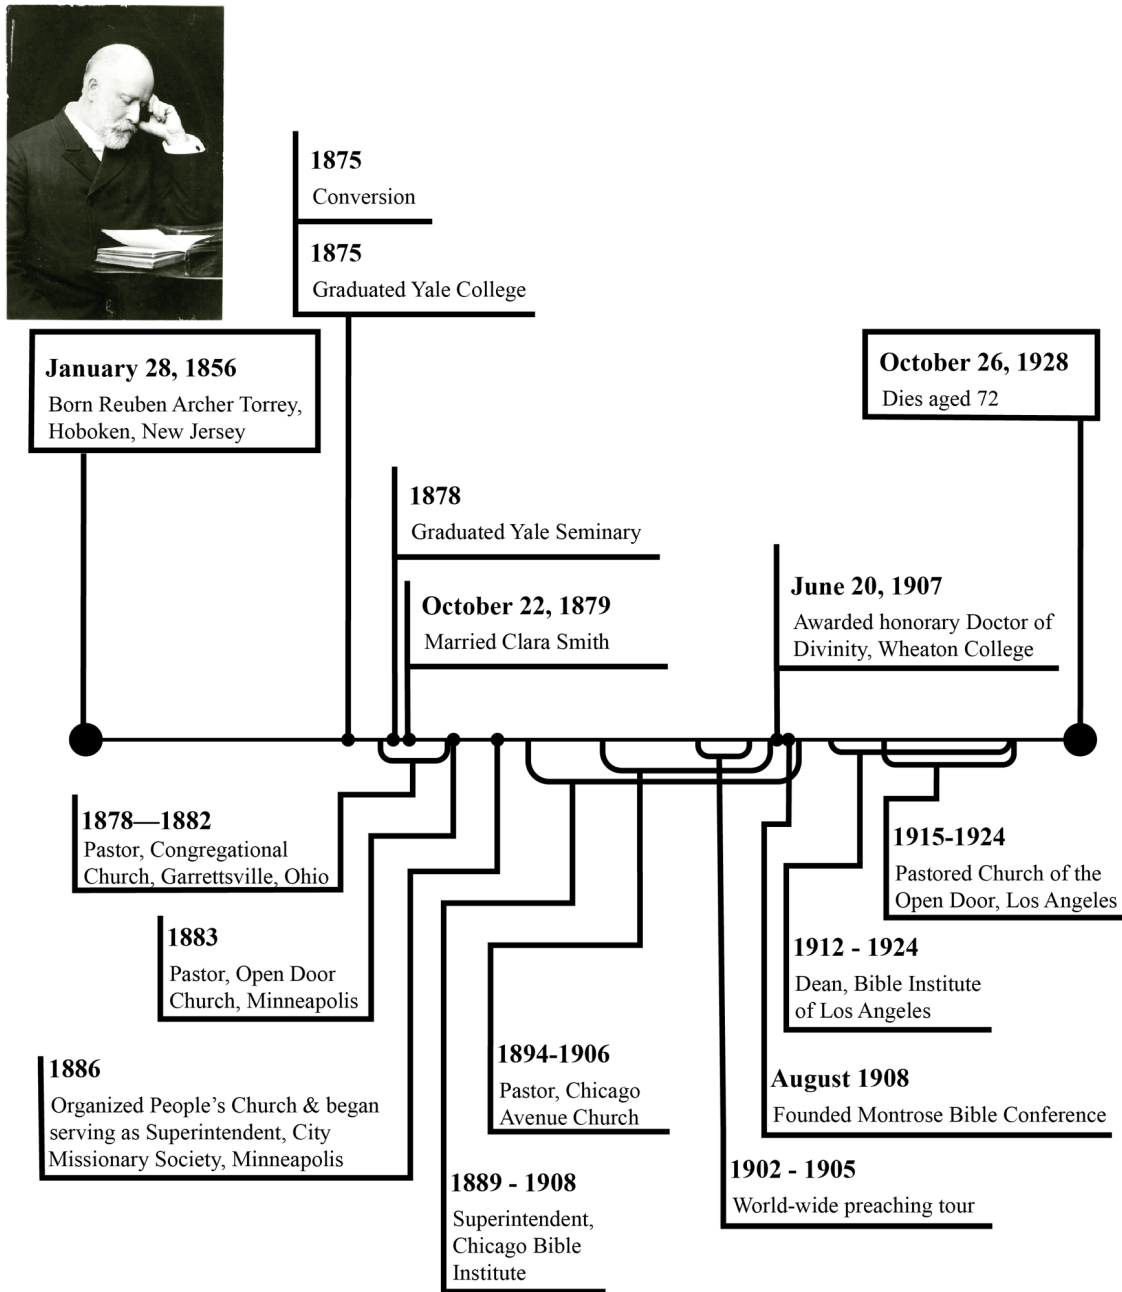 1875
Conversion
1875
Graduated Yale College
January 28, 1856
Born Reuben Archer Torrey,
Hoboken, New Jersey
October 26, 1928
Dies aged 72
1878
Graduated Yale Seminary
October 22, 1879
Married Clara Smith
June 20, 1907
Awarded honorary Doctor of
Divinity, Wheaton College
1878—1882
Pastor, Congregational
Church, Garrettsville, Ohio
1883
Pastor, Open Door
Church, Minneapolis
1886
Organized People’s Church & began
serving as Superintendent, City
Missionary Society, Minneapolis
1889 - 1908
Superintendent,
Chicago Bible
Institute
1894-1906
Pastor, Chicago
Avenue Church
1902 - 1905
World-wide preaching tour
August 1908
Founded Montrose Bible Conference
1912 - 1924
Dean, Bible Institute
of Los Angeles
1915-1924
Pastored Church of the
Open Door, Los Angeles